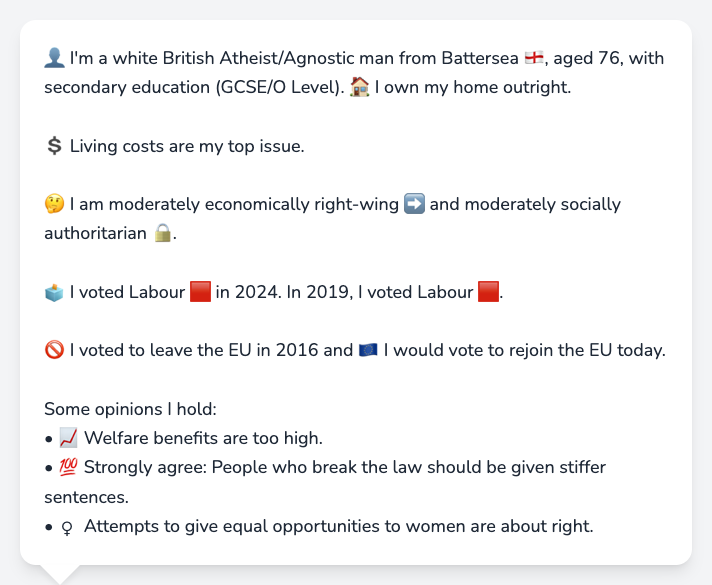 👤 I'm a white British Atheist/Agnostic man from Battersea 🏴󠁧󠁢󠁥󠁮󠁧󠁿, aged 76, with
secondary education (GCSE/O Level). 🏠 I own my home outright.
💲 Living costs are my top issue.
🤔 I am moderately economically right-wing ➡️ and moderately socially
authoritarian 🔒.
🗳️ I voted Labour 🟥 in 2024. In 2019, I voted Labour 🟥.
🚫 I voted to leave the EU in 2016 and 🇪🇺 I would vote to rejoin the EU today.
Some opinions I hold:
• 📈 Welfare benefits are too high.
• 💯 Strongly agree: People who break the law should be given stiffer
sentences.
• ♀ Attempts to give equal opportunities to women are about right.